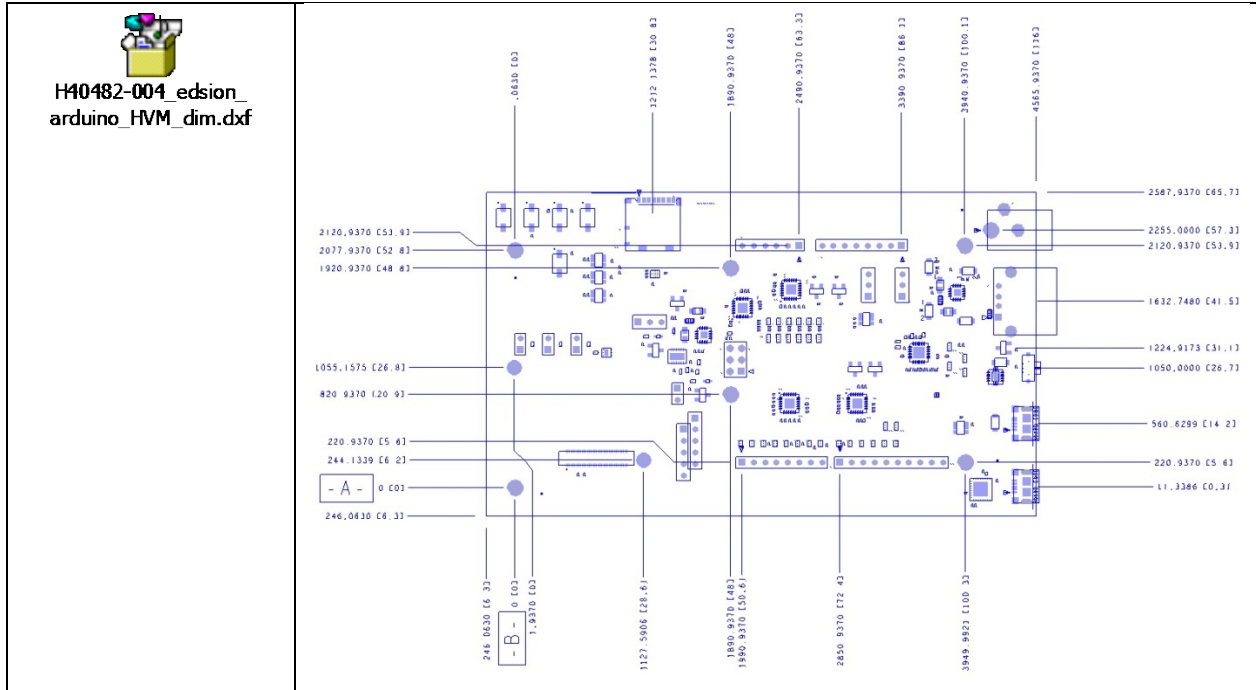 H40482-004_edsion_
arduino_HVM_dim.dxf
.0630 [0]
1212 1378 [30 8]
1890.9370 [48]
2490.9370 [63.3]
3390 9370 [86 1]
3940.9370 [100.1]
4565.9370 [116]
2120.9370 [53.9]
2077.9370 [52 8]
1920.9370 [48 8]
1055.1575 [26.8]
820 9370 [20 9]
220.9370 [5 6]
244.1339 [6 2]
- A - 0 [0]
246.0630 [6.3]
2587.9370 [65.7]
2255.0000 [57.3]
2120.9370 [53.9]
1632.7480 [41.5]
1224.9173 [31.1]
1050.0000 [26.7]
560.6299 [14 2]
220.9370 [5 6]
11.3386 [0.3]
246 0630 [6 3]
- B - 0 [0]
1.9370 [0]
1127.5906 [28.6]
1890.9370 [48]
1990.9370 [50.6]
2850 9370 [72 4]
3949.9921 [100 3]